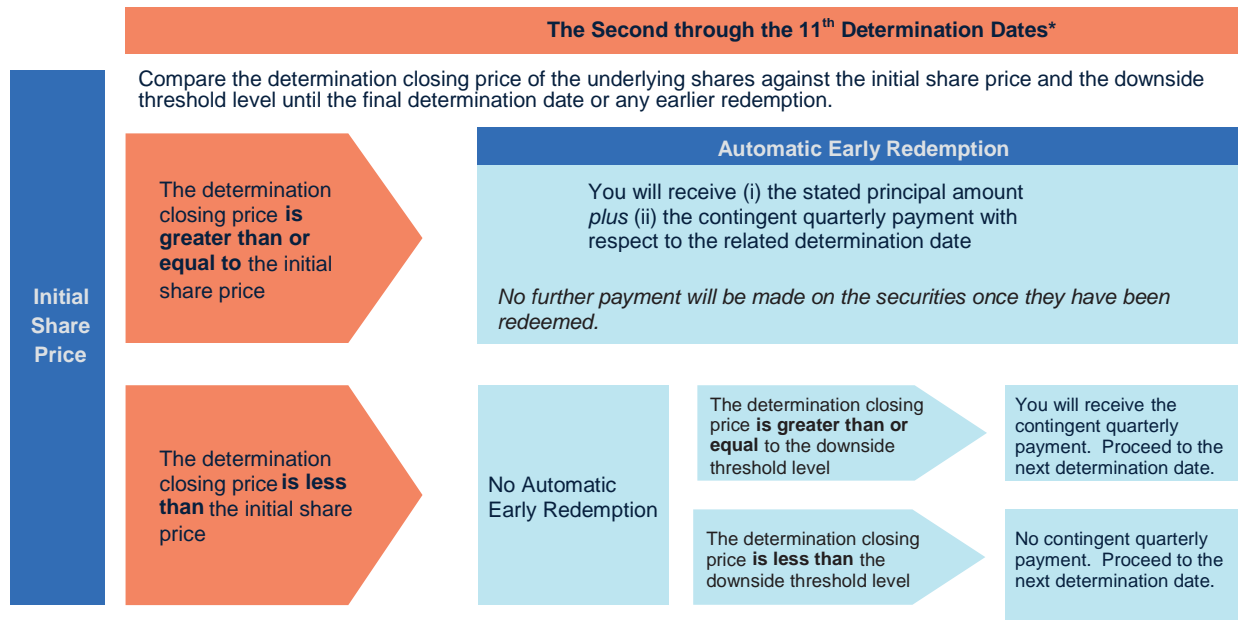 The Second through the 11th Determination Dates*
Compare the determination closing price of the underlying shares against the initial share price and the downside
threshold level until the final determination date or any earlier redemption.
Initial
Share
Price
The determination
closing price is
greater than or
equal to the initial
share price
Automatic Early Redemption
You will receive (i) the stated principal amount
plus (ii) the contingent quarterly payment with
respect to the related determination date
No further payment will be made on the securities once they have been
redeemed.
The determination
closing price is less
than the initial share
price
No Automatic
Early Redemption
The determination closing
price is greater than or
equal to the downside
threshold level
You will receive the
contingent quarterly
payment. Proceed to the
next determination date.
The determination closing
price is less than the
downside threshold level
No contingent quarterly
payment. Proceed to the
next determination date.